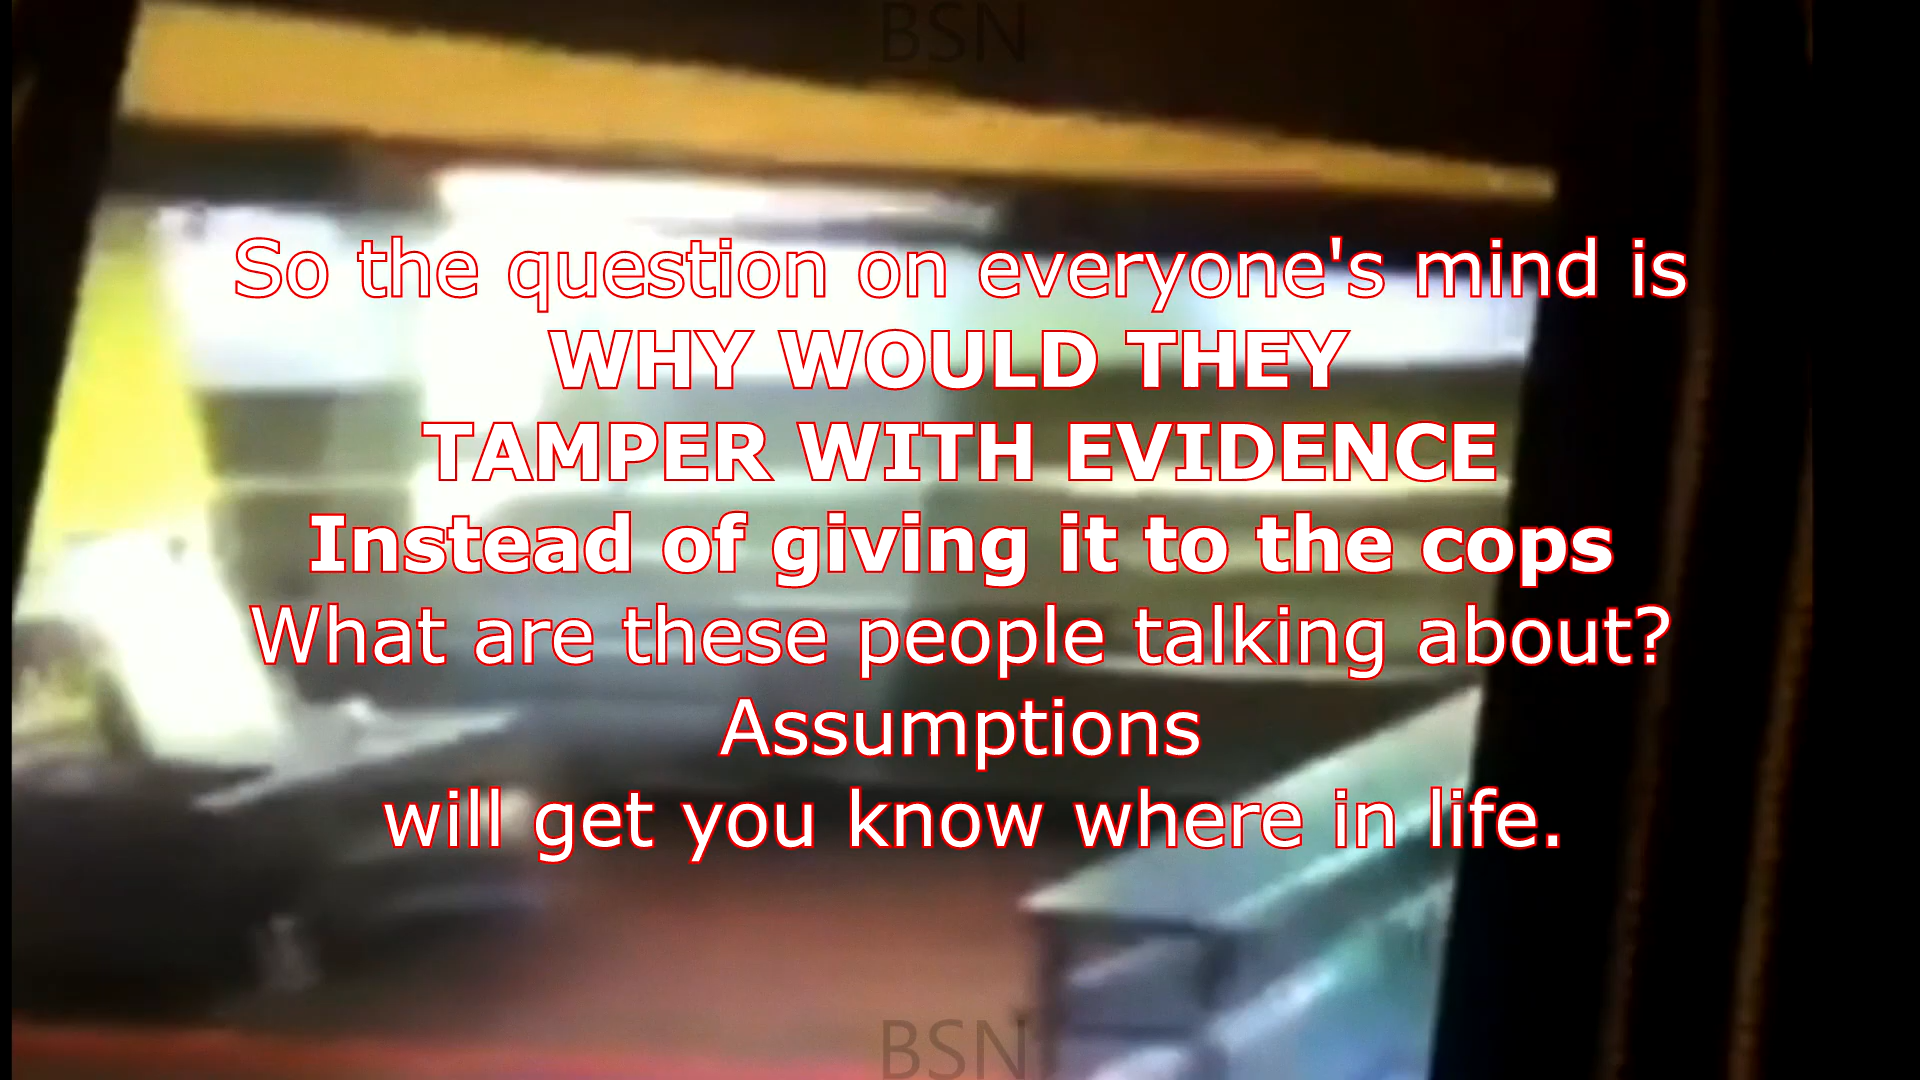 BSN
So the question on everyone's mind is
WHY WOULD THEY
TAMPER WITH EVIDENCE
Instead of giving it to the cops
What are these people talking about?
Assumptions
will get you know where in life.
BSN